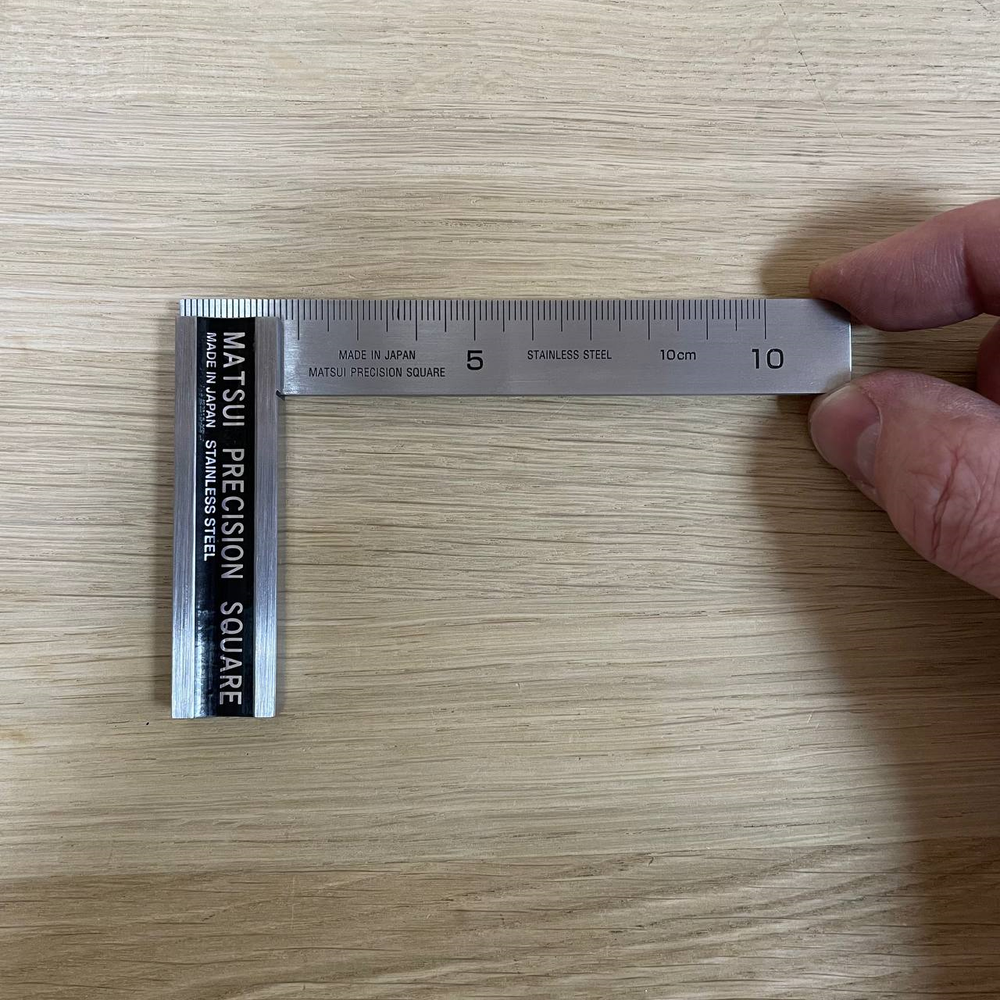 MADE IN JAPAN
MATSUI PRECISION SQUARE
5
STAINLESS STEEL
10cm
10
MATSUI PRECISION SQUARE
MADE IN JAPAN STAINLESS STEEL